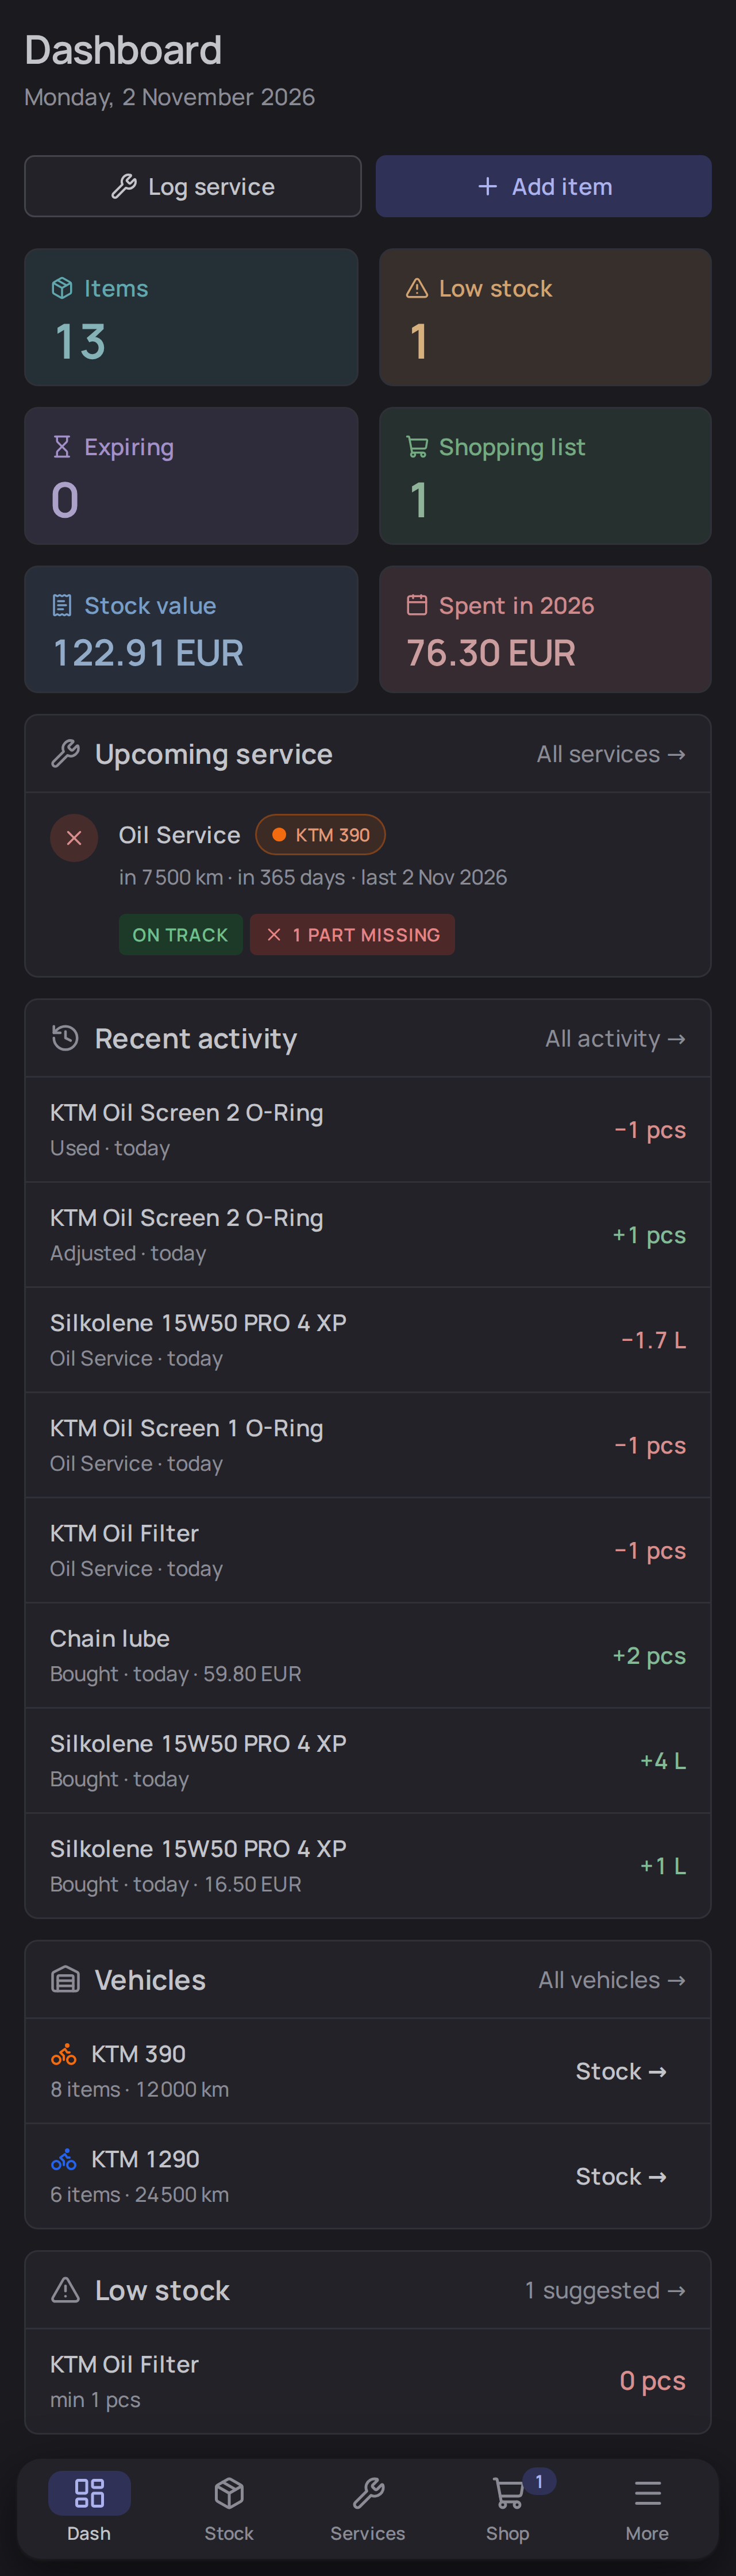 Dashboard
Monday, 2 November 2026
Log service
Add item
Items
13
Low stock
1
Expiring
0
Shopping list
1
Stock value
122.91 EUR
Spent in 2026
76.30 EUR
Upcoming service
All services →
Oil Service
KTM 390
in 7 500 km · in 365 days · last 2 Nov 2026
ON TRACK
1 PART MISSING
Recent activity
All activity →
KTM Oil Screen 2 O-Ring
Used · today
−1 pcs
KTM Oil Screen 2 O-Ring
Adjusted · today
+1 pcs
Silkolene 15W50 PRO 4 XP
Oil Service · today
−1.7 L
KTM Oil Screen 1 O-Ring
Oil Service · today
−1 pcs
KTM Oil Filter
Oil Service · today
−1 pcs
Chain lube
Bought · today · 59.80 EUR
+2 pcs
Silkolene 15W50 PRO 4 XP
Bought · today
+4 L
Silkolene 15W50 PRO 4 XP
Bought · today · 16.50 EUR
+1 L
Vehicles
All vehicles →
KTM 390
8 items · 12 000 km
Stock →
KTM 1290
6 items · 24 500 km
Stock →
Low stock
1 suggested →
KTM Oil Filter
min 1 pcs
0 pcs
1
Dash
Stock
Services
Shop
More